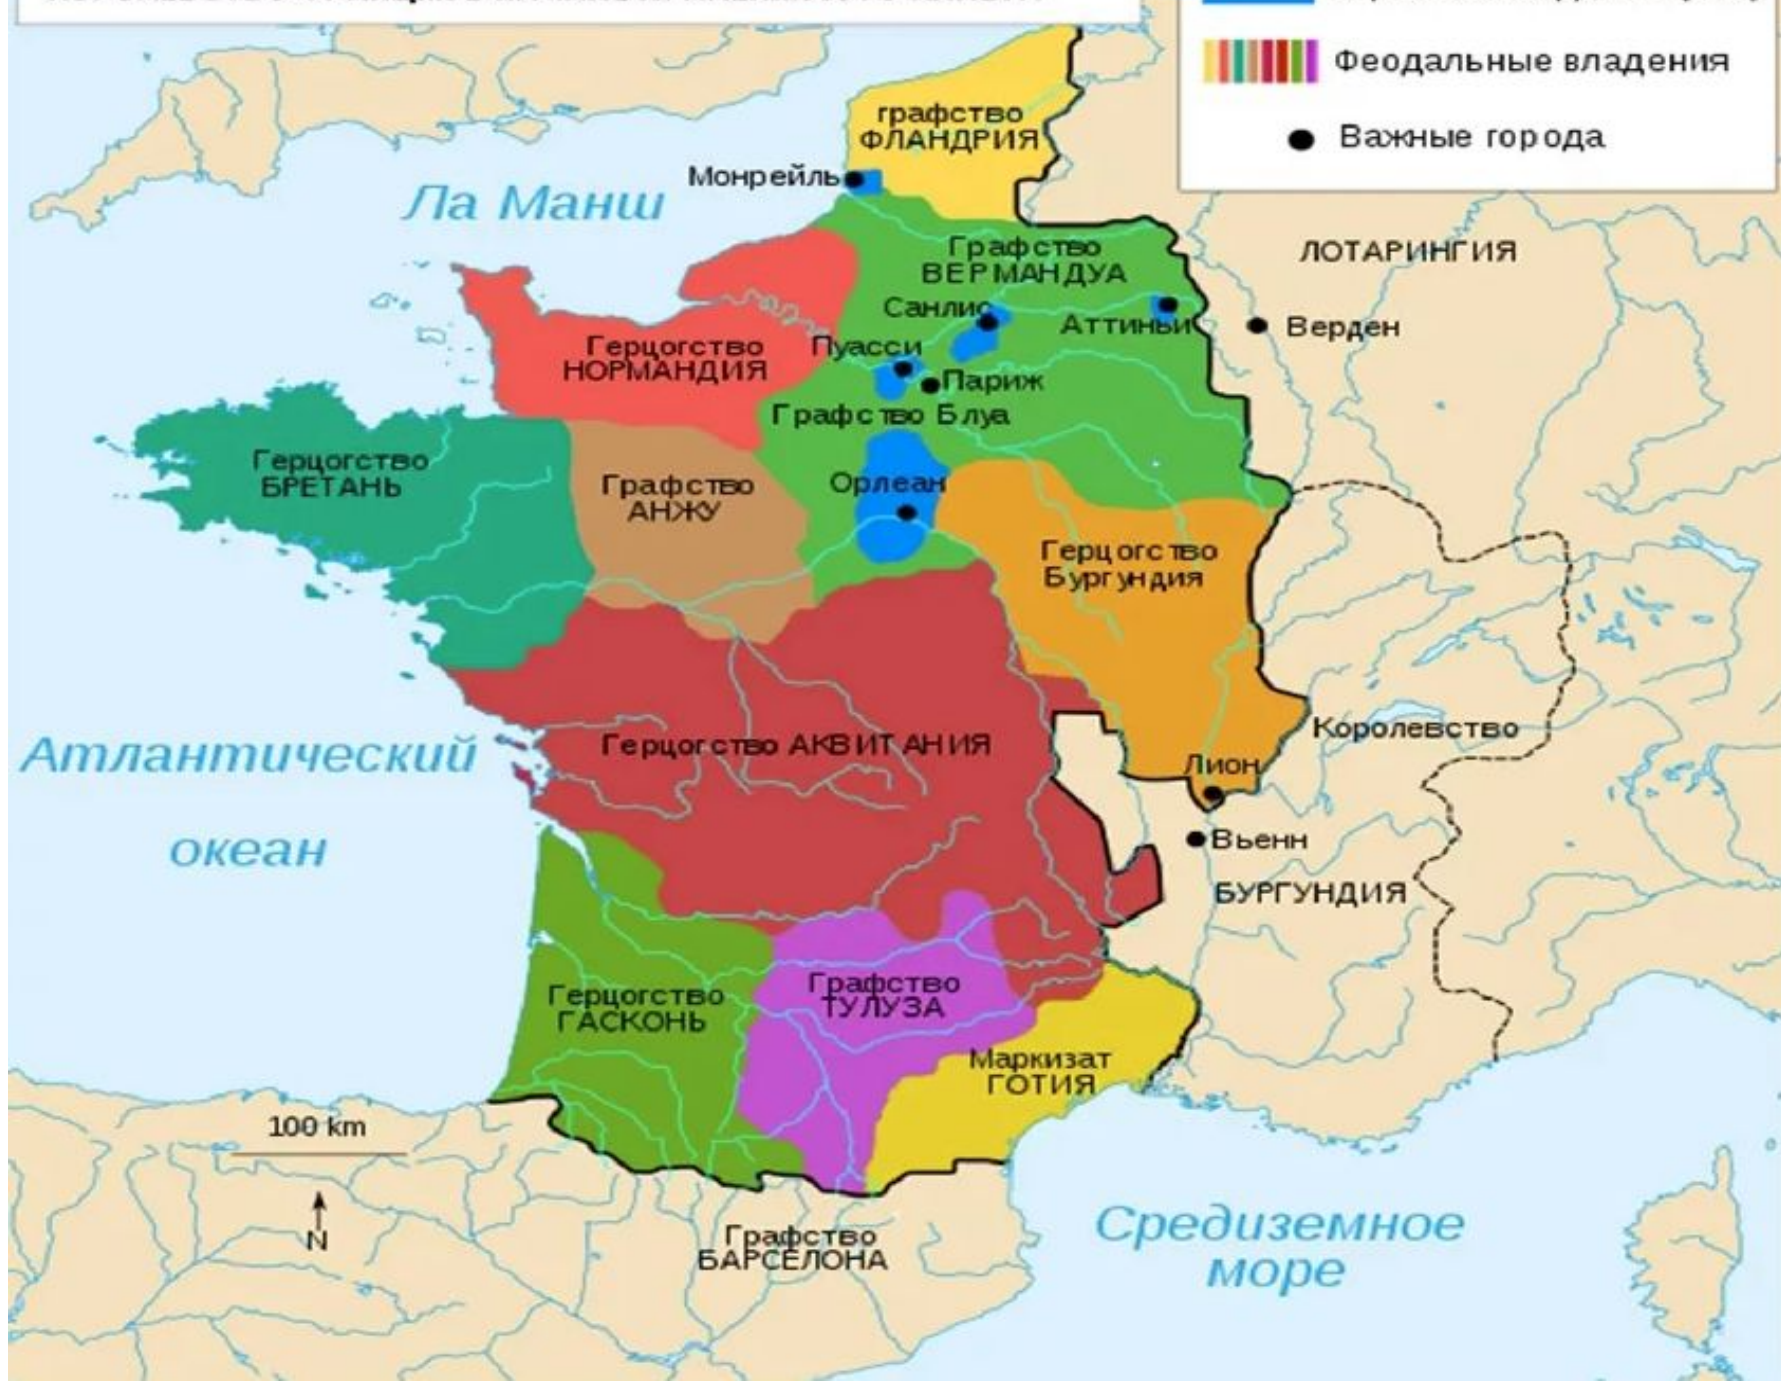 Феодальные владения
Важные города
графство
ФЛАНДРИЯ
Монрейль
Ла Манш
Графство
ВЕРМАНДУА
ЛОТАРИНГИЯ
Санлис
Аттиньи
Верден
Пуасси
Герцогство
НОРМАНДИЯ
Париж
Графство Блуа
Герцогство
БРЕТАНЬ
Графство
АНЖУ
Орлеан
Герцогство
Бургундия
Атлантический
океан
Герцогство АКВИТАНИЯ
Королевство
Лион
Вьенн
БУРГУНДИЯ
Герцогство
ГАСКОНЬ
Графство
ТУЛУЗА
Маркизат
ГОТИЯ
100 km
N
Графство
БАРСЕЛОНА
Средиземное
море